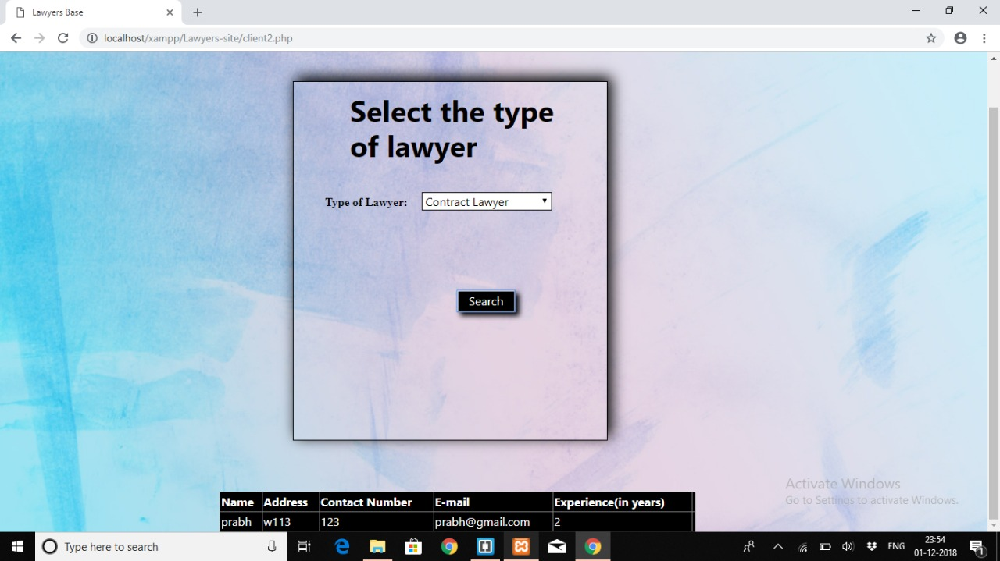 Lawyers Base
localhost/xampp/Lawyers-site/client2.php
Select the type
of lawyer
Type of Lawyer: Contract Lawyer
Search
Name Address Contact Number E-mail Experience(in years)
prabh w113 123 prabh@gmail.com 2
Activate Windows
Go to Settings to activate Windows.
Type here to search
ENG
23:54
01-12-2018
1